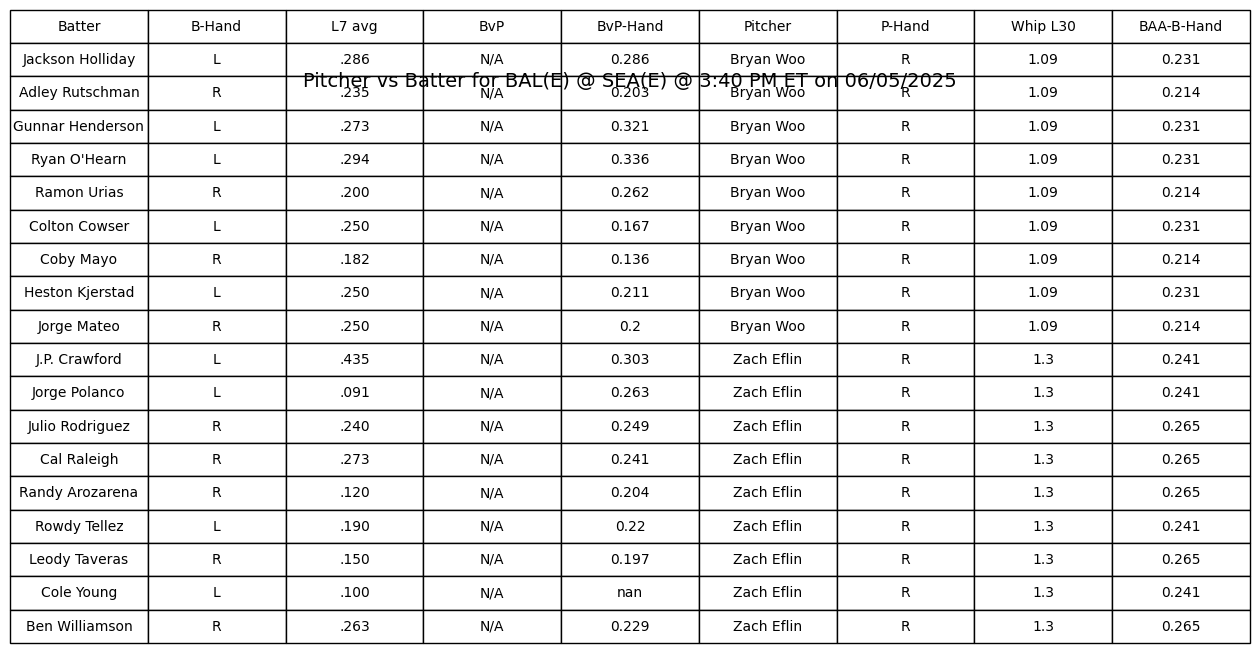 Batter B-Hand L7 avg BvP BvP-Hand Pitcher P-Hand Whip L30 BAA-B-Hand
Jackson Holliday L .286 N/A 0.286 Bryan Woo R 1.09 0.231
Pitcher vs Batter for BAL(E) @ SEA(E) @ 3:40 PM ET on 06/05/2025
Adley Rutschman R .235 N/A 0.203 Bryan Woo R 1.09 0.214
Gunnar Henderson L .273 N/A 0.321 Bryan Woo R 1.09 0.231
Ryan O'Hearn L .294 N/A 0.336 Bryan Woo R 1.09 0.231
Ramon Urias R .200 N/A 0.262 Bryan Woo R 1.09 0.214
Colton Cowser L .250 N/A 0.167 Bryan Woo R 1.09 0.231
Coby Mayo R .182 N/A 0.136 Bryan Woo R 1.09 0.214
Heston Kjerstad L .250 N/A 0.211 Bryan Woo R 1.09 0.231
Jorge Mateo R .250 N/A 0.2 Bryan Woo R 1.09 0.214
J.P. Crawford L .435 N/A 0.303 Zach Eflin R 1.3 0.241
Jorge Polanco L .091 N/A 0.263 Zach Eflin R 1.3 0.241
Julio Rodriguez R .240 N/A 0.249 Zach Eflin R 1.3 0.265
Cal Raleigh R .273 N/A 0.241 Zach Eflin R 1.3 0.265
Randy Arozarena R .120 N/A 0.204 Zach Eflin R 1.3 0.265
Rowdy Tellez L .190 N/A 0.22 Zach Eflin R 1.3 0.241
Leody Taveras R .150 N/A 0.197 Zach Eflin R 1.3 0.265
Cole Young L .100 N/A nan Zach Eflin R 1.3 0.241
Ben Williamson R .263 N/A 0.229 Zach Eflin R 1.3 0.265